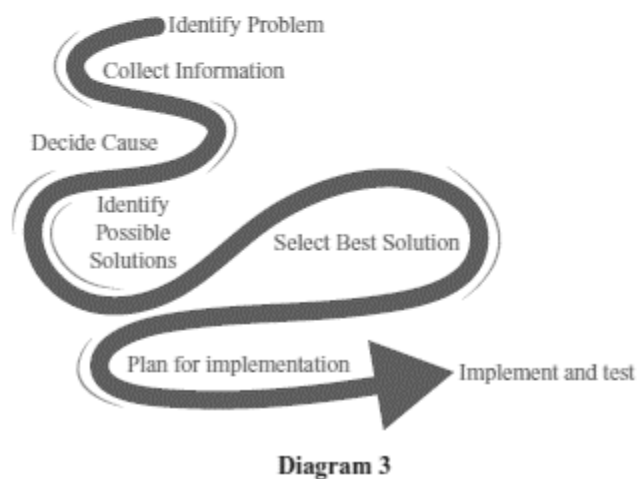 Identify Problem
Collect Information
Decide Cause
Identify
Possible
Solutions
Select Best Solution
Plan for implementation
Implement and test
Diagram 3